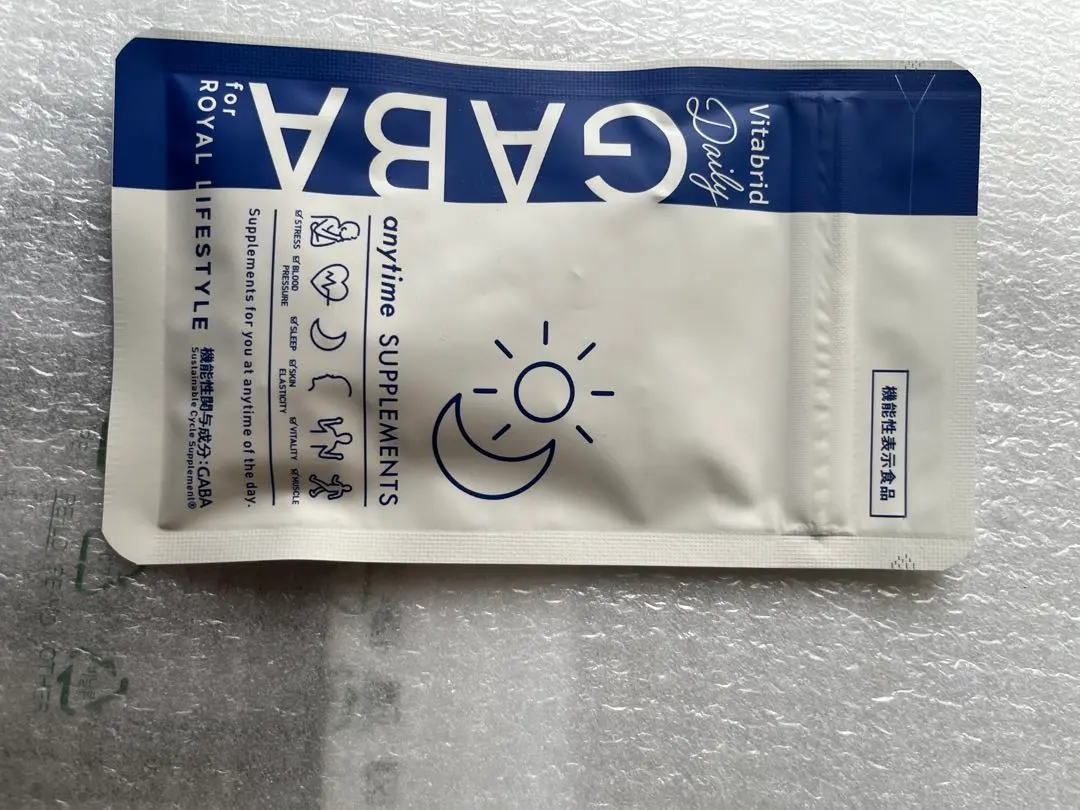 機能性表示食品
Vitabrid
Daily
GABA
anytime SUPPLEMENTS
STRESS
BLOOD PRESSURE
SLEEP
SKIN ELASTICITY
VITALITY
MUSCLE
Supplements for you at anytime of the day.
for
ROYAL LIFESTYLE
機能性関与成分:GABA
Sustainable Cycle Supplement®